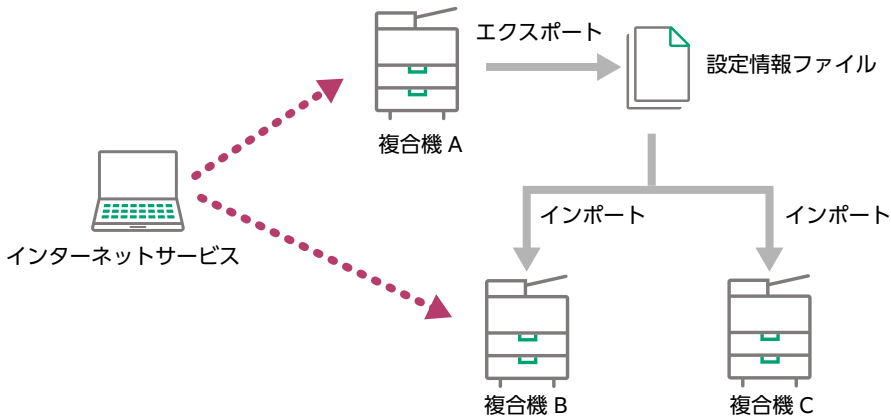 エクスポート
設定情報ファイル
複合機 A
インターネットサービス
インポート
インポート
複合機 B
複合機 C